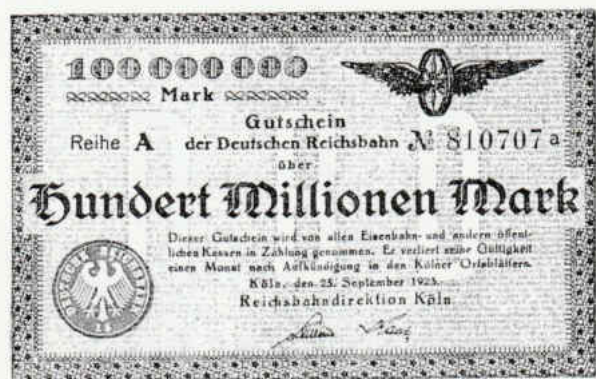 100 000 000
Mark
Gutschein
Reihe A der Deutschen Reichsbahn № 810707 a
über
Hundert Millionen Mark
Dieser Gutschein wird von allen Eisenbahn- und andern öffent-
lichen Kassen in Zahlung genommen. Er verliert seine Gültigkeit
einen Monat nach Aufkündigung in den Kölner Ortsblättern.
Köln, den 25. September 1923.
Reichsbahndirektion Köln